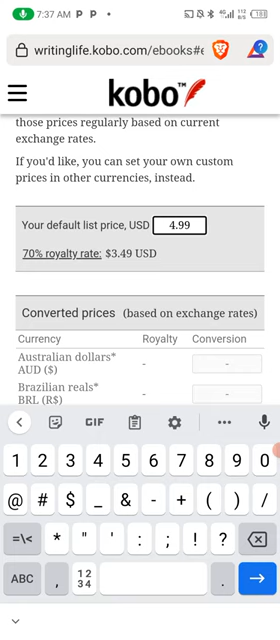 7:37 AM P P •
writinglife.kobo.com/ebooks#e
kobo™
those prices regularly based on current
exchange rates.
If you'd like, you can set your own custom
prices in other currencies, instead.
Your default list price, USD 4.99
70% royalty rate: $3.49 USD
Converted prices (based on exchange rates)
Currency Royalty Conversion
Australian dollars*
AUD ($) - -
Brazilian reals*
BRL (R$) - -
GIF
1 2 3 4 5 6 7 8 9 0
@ # $ _ & - + ( ) /
=\< * " ' : ; ! ?
ABC , 12 34 .